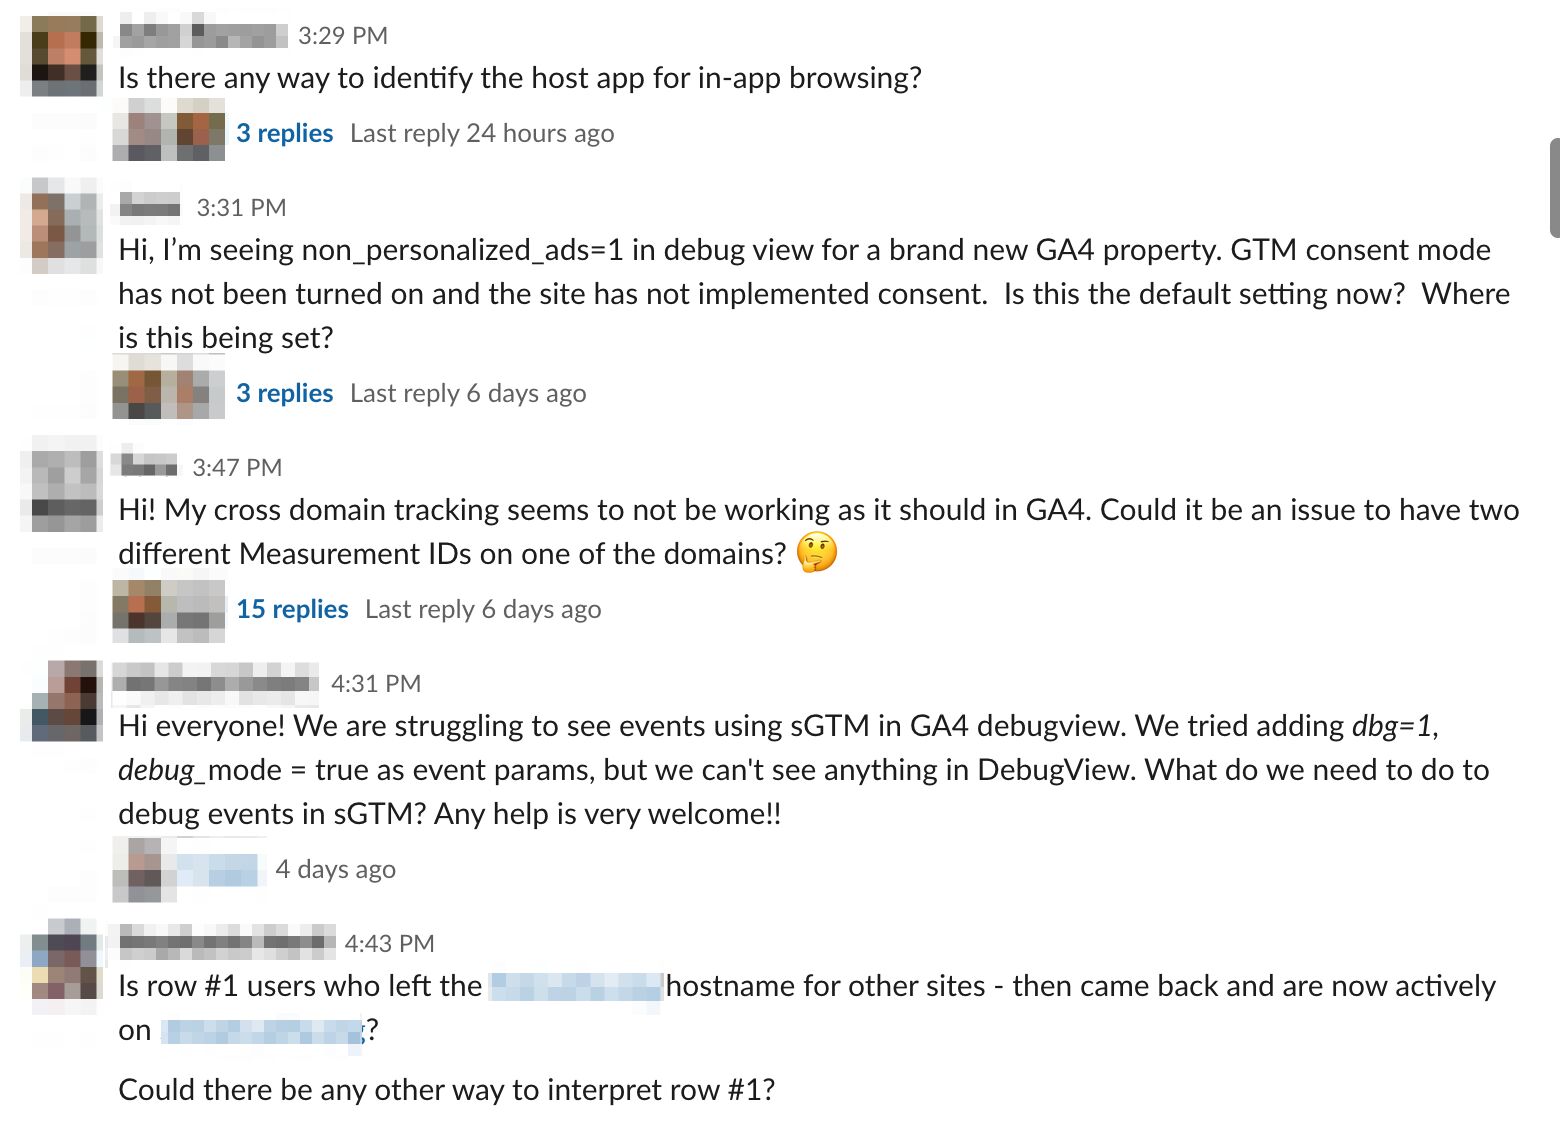 3:29 PM
Is there any way to identify the host app for in-app browsing?
3 replies Last reply 24 hours ago
3:31 PM
Hi, I’m seeing non_personalized_ads=1 in debug view for a brand new GA4 property. GTM consent mode
has not been turned on and the site has not implemented consent.  Is this the default setting now?  Where
is this being set?
3 replies Last reply 6 days ago
3:47 PM
Hi! My cross domain tracking seems to not be working as it should in GA4. Could it be an issue to have two
different Measurement IDs on one of the domains? 🤔
15 replies Last reply 6 days ago
4:31 PM
Hi everyone! We are struggling to see events using sGTM in GA4 debugview. We tried adding dbg=1,
debug_mode = true as event params, but we can't see anything in DebugView. What do we need to do to
debug events in sGTM? Any help is very welcome!!
4 days ago
4:43 PM
Is row #1 users who left the hostname for other sites - then came back and are now actively
on ?
Could there be any other way to interpret row #1?